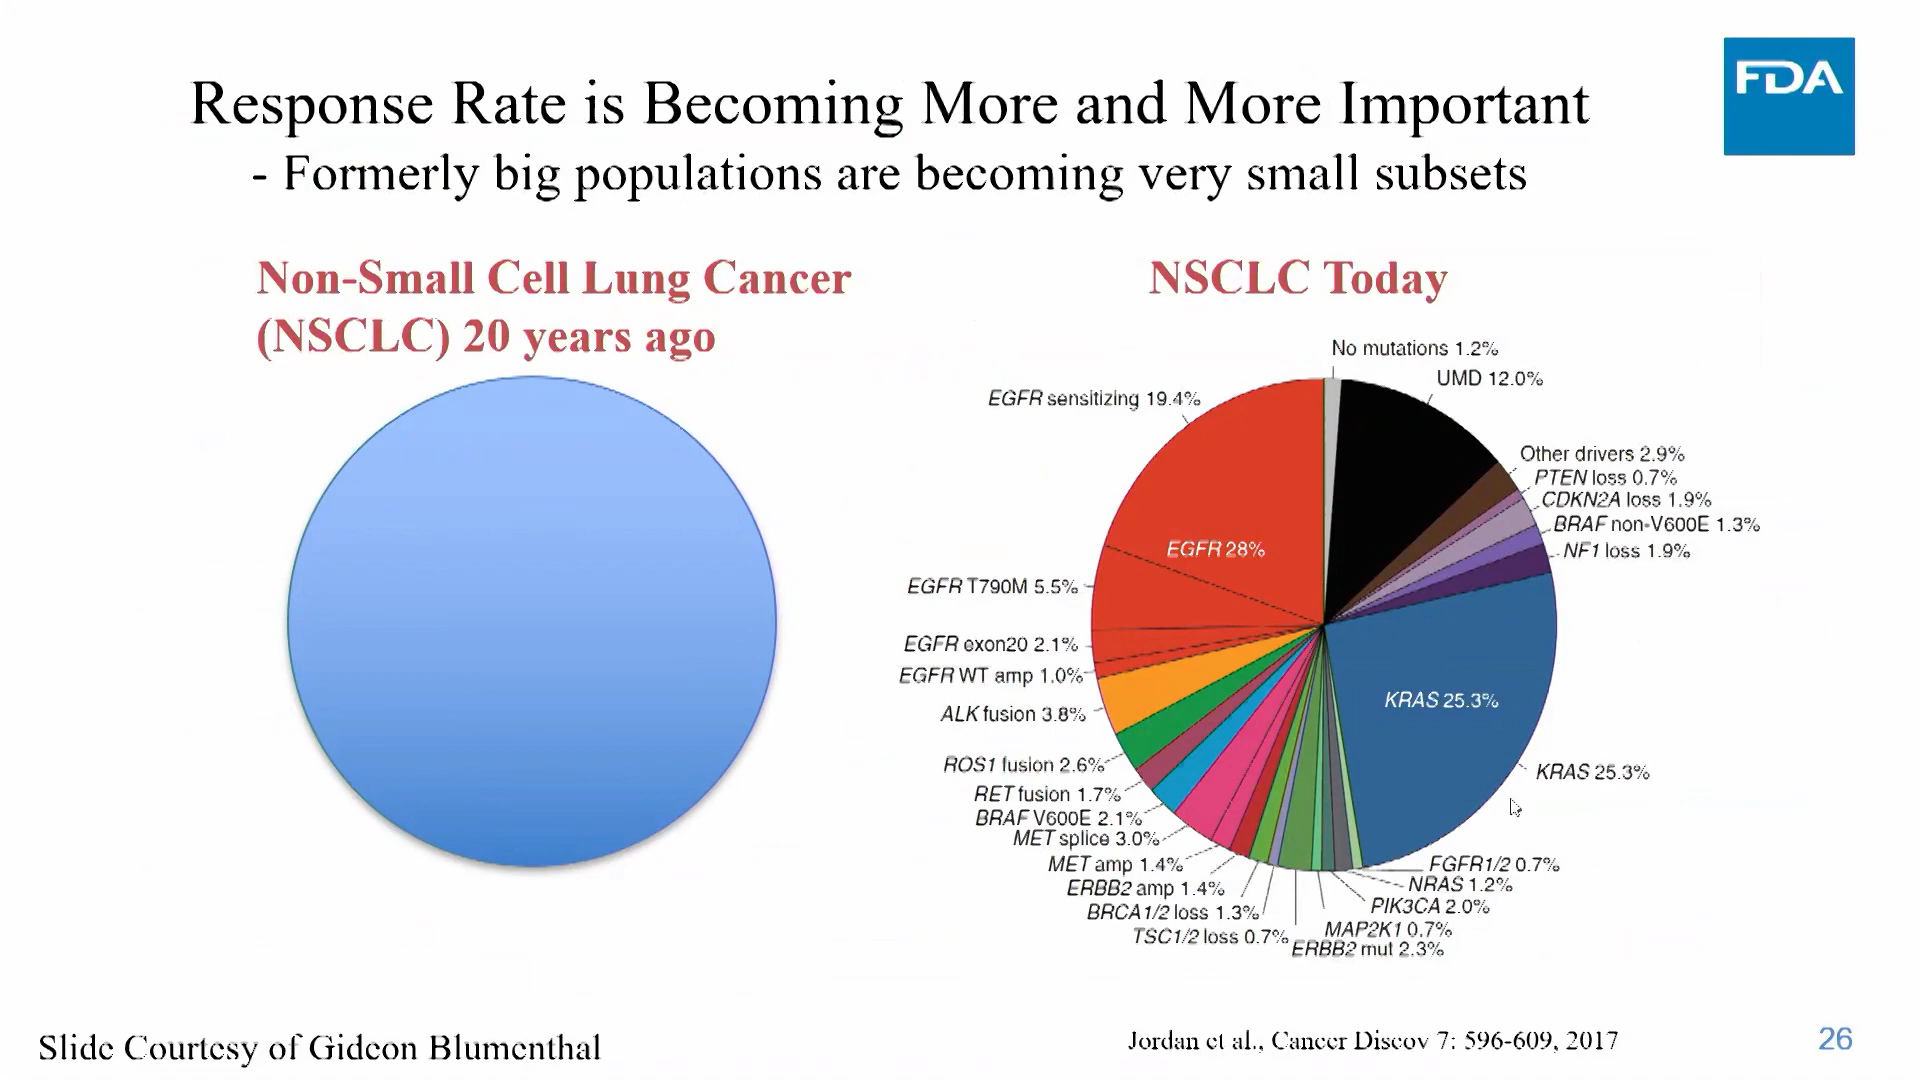 FDA
Response Rate is Becoming More and More Important
- Formerly big populations are becoming very small subsets
Non-Small Cell Lung Cancer
(NSCLC) 20 years ago
NSCLC Today
No mutations 1.2%
UMD 12.0%
EGFR sensitizing 19.4%
Other drivers 2.9%
PTEN loss 0.7%
CDKN2A loss 1.9%
BRAF non-V600E 1.3%
NF1 loss 1.9%
EGFR 28%
EGFR T790M 5.5%
EGFR exon20 2.1%
EGFR WT amp 1.0%
ALK fusion 3.8%
KRAS 25.3%
KRAS 25.3%
ROS1 fusion 2.6%
RET fusion 1.7%
BRAF V600E 2.1%
MET splice 3.0%
MET amp 1.4%
ERBB2 amp 1.4%
BRCA1/2 loss 1.3%
TSC1/2 loss 0.7%
FGFR1/2 0.7%
NRAS 1.2%
PIK3CA 2.0%
MAP2K1 0.7%
ERBB2 mut 2.3%
Slide Courtesy of Gideon Blumenthal
Jordan et al., Cancer Discov 7: 596-609, 2017
26